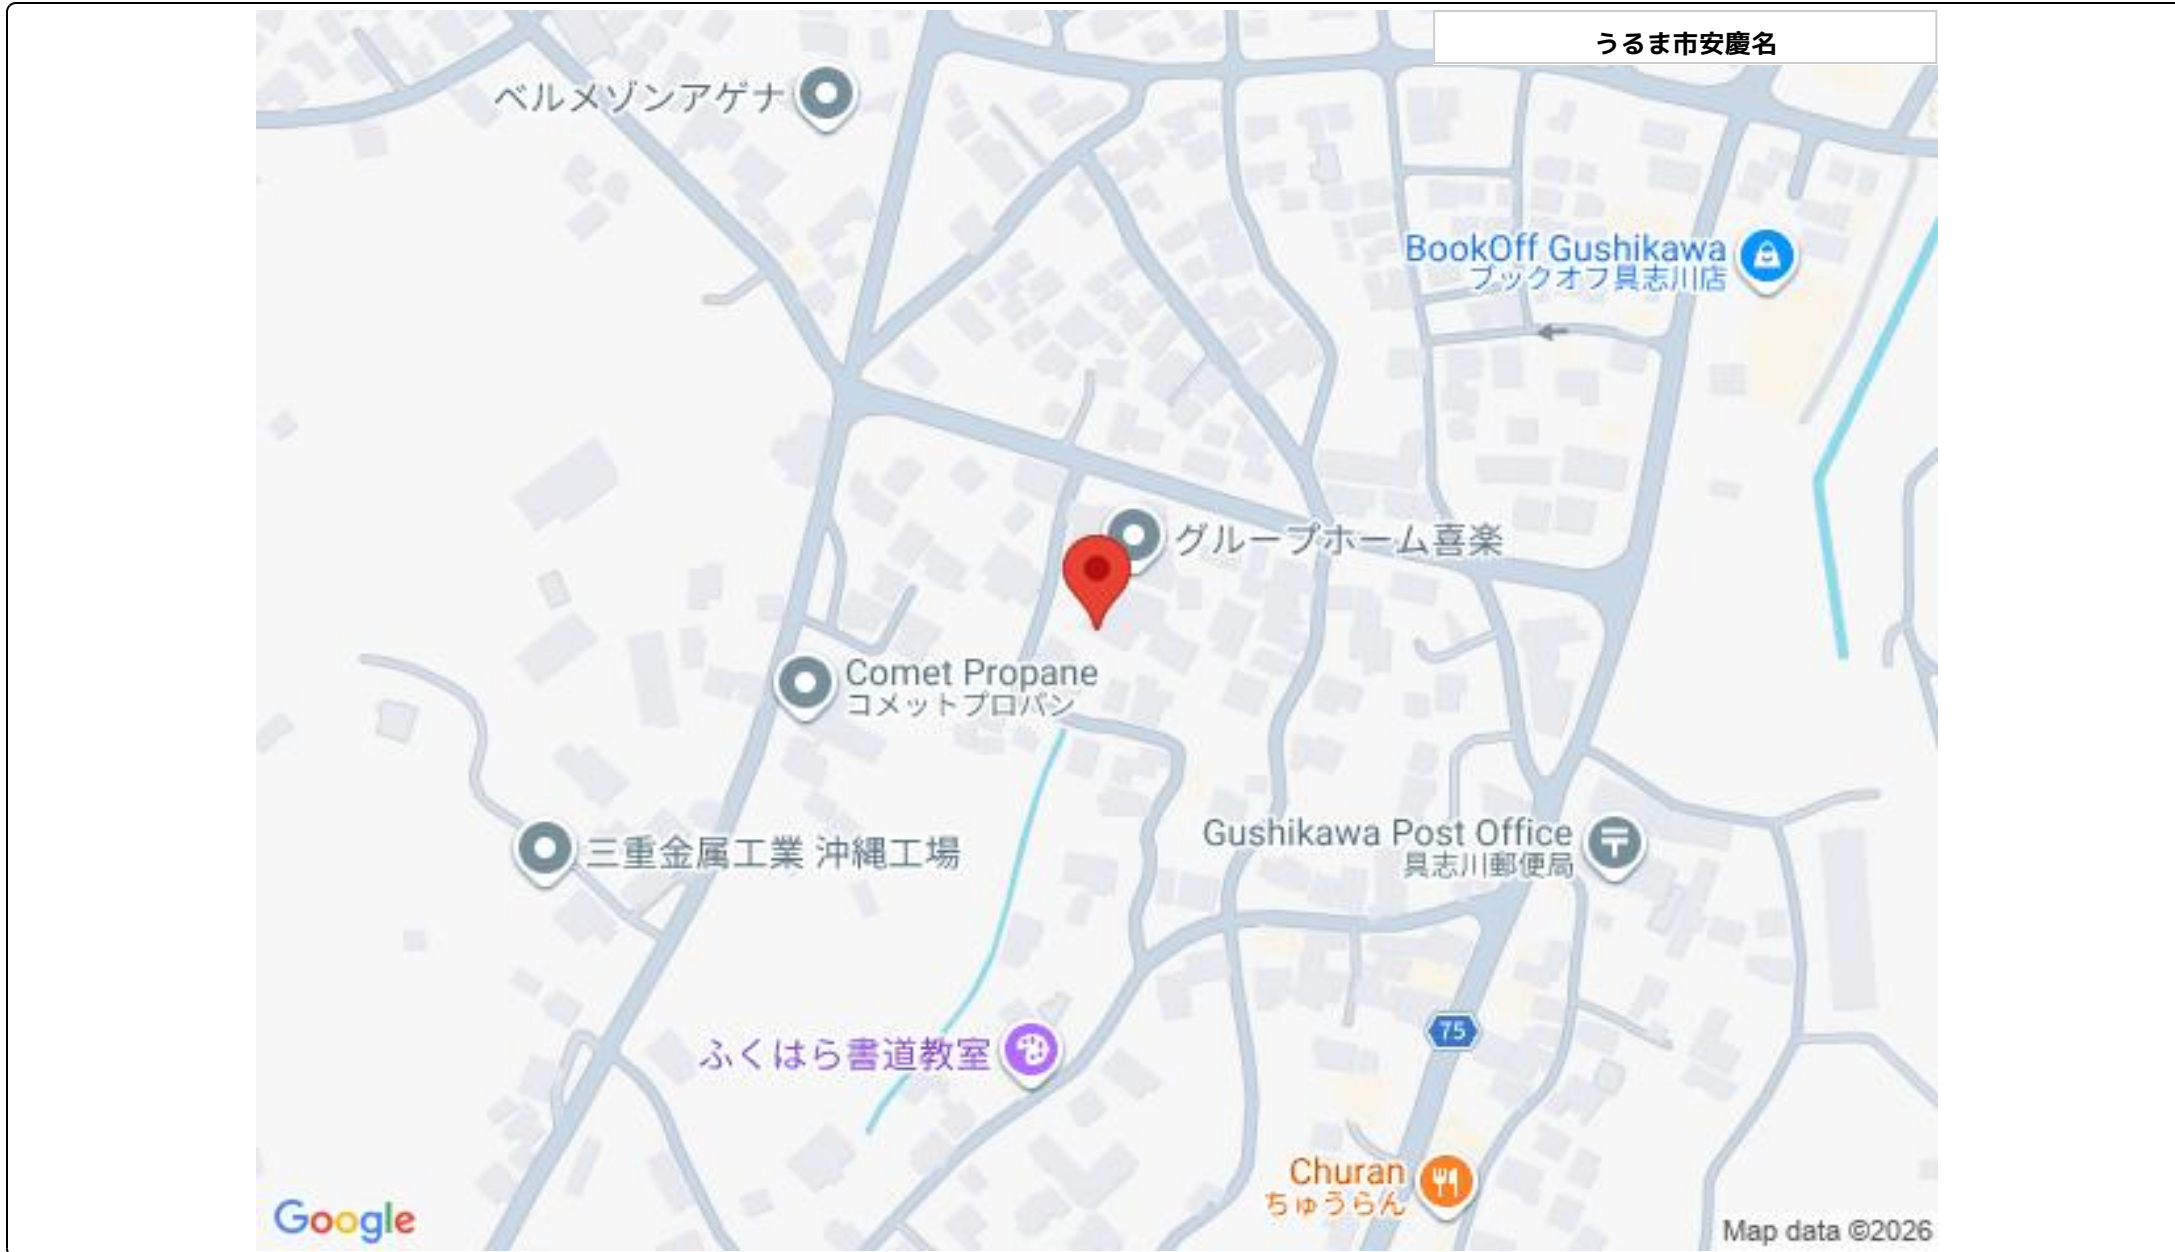 うるま市安慶名
ベルメゾンアゲナ
BookOff Gushikawa
ブックオフ具志川店
グループホーム喜楽
Comet Propane
コメットプロパン
三重金属工業 沖縄工場
Gushikawa Post Office
具志川郵便局
ふくはら書道教室
75
Churan
ちゅうらん
Google
Map data ©2026